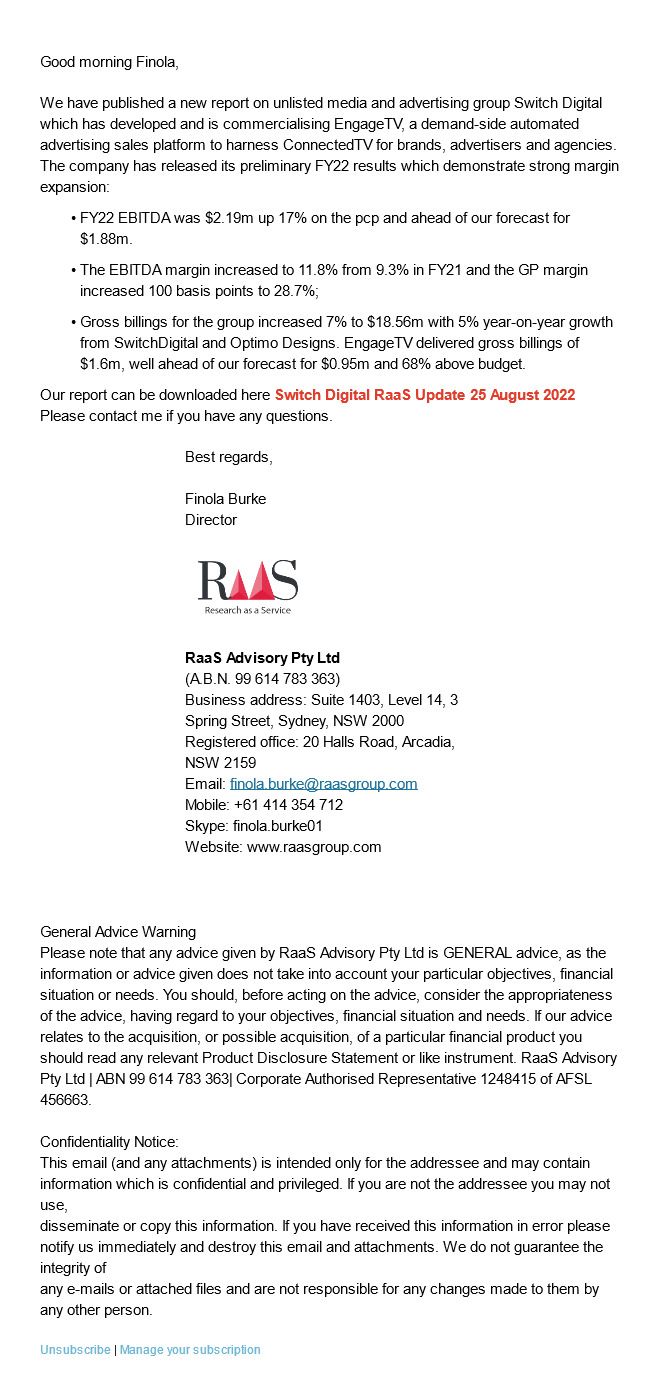 Good morning Finola,
We have published a new report on unlisted media and advertising group Switch Digital
which has developed and is commercialising EngageTV, a demand-side automated
advertising sales platform to harness ConnectedTV for brands, advertisers and agencies.
The company has released its preliminary FY22 results which demonstrate strong margin
expansion:
• FY22 EBITDA was $2.19m up 17% on the pcp and ahead of our forecast for
$1.88m.
• The EBITDA margin increased to 11.8% from 9.3% in FY21 and the GP margin
increased 100 basis points to 28.7%;
• Gross billings for the group increased 7% to $18.56m with 5% year-on-year growth
from SwitchDigital and Optimo Designs. EngageTV delivered gross billings of
$1.6m, well ahead of our forecast for $0.95m and 68% above budget.
Our report can be downloaded here Switch Digital RaaS Update 25 August 2022
Please contact me if you have any questions.
Best regards,
Finola Burke
Director
RAAS
Research as a Service
RaaS Advisory Pty Ltd
(A.B.N. 99 614 783 363)
Business address: Suite 1403, Level 14, 3
Spring Street, Sydney, NSW 2000
Registered office: 20 Halls Road, Arcadia,
NSW 2159
Email: finola.burke@raasgroup.com
Mobile: +61 414 354 712
Skype: finola.burke01
Website: www.raasgroup.com
General Advice Warning
Please note that any advice given by RaaS Advisory Pty Ltd is GENERAL advice, as the
information or advice given does not take into account your particular objectives, financial
situation or needs. You should, before acting on the advice, consider the appropriateness
of the advice, having regard to your objectives, financial situation and needs. If our advice
relates to the acquisition, or possible acquisition, of a particular financial product you
should read any relevant Product Disclosure Statement or like instrument. RaaS Advisory
Pty Ltd | ABN 99 614 783 363| Corporate Authorised Representative 1248415 of AFSL
456663.
Confidentiality Notice:
This email (and any attachments) is intended only for the addressee and may contain
information which is confidential and privileged. If you are not the addressee you may not
use,
disseminate or copy this information. If you have received this information in error please
notify us immediately and destroy this email and attachments. We do not guarantee the
integrity of
any e-mails or attached files and are not responsible for any changes made to them by
any other person.
Unsubscribe | Manage your subscription